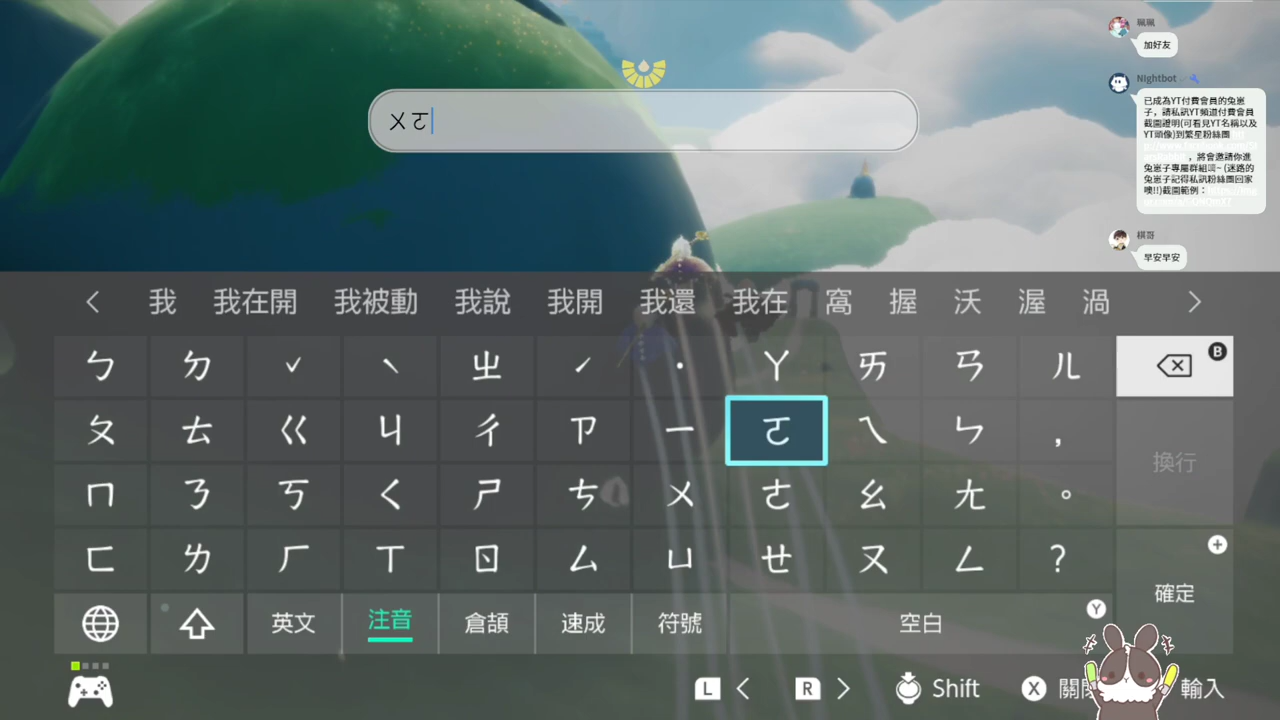 珮珮
加好友
Nightbot
已成為YT付費會員的兔崽
子，請私訊YT頻道付費會員
截圖證明(可看見YT名稱以及
YT頭像)到繁星粉絲團
，將會邀請你進
兔崽子專屬群組唷~ (迷路的
兔崽子記得私訊粉絲團回家
噢!!)截圖範例：
棋哥
早安早安
ㄨㄛ
我 我在開 我被動 我說 我開 我還 我在 窩 握 沃 渥 渦
ㄅ ㄉ ˇ ˋ ㄓ ˊ ˙ ㄚ ㄞ ㄢ ㄦ B
ㄆ ㄊ ㄍ ㄐ ㄔ ㄗ ㄧ ㄛ ㄟ ㄣ ，
換行
ㄇ ㄋ ㄎ ㄑ ㄕ ㄘ ㄨ ㄜ ㄠ ㄤ 。
ㄈ ㄌ ㄏ ㄒ ㄖ ㄙ ㄩ ㄝ ㄡ ㄥ ？
確定
英文 注音 倉頡 速成 符號 空白 Y
L R Shift X 關 輸入